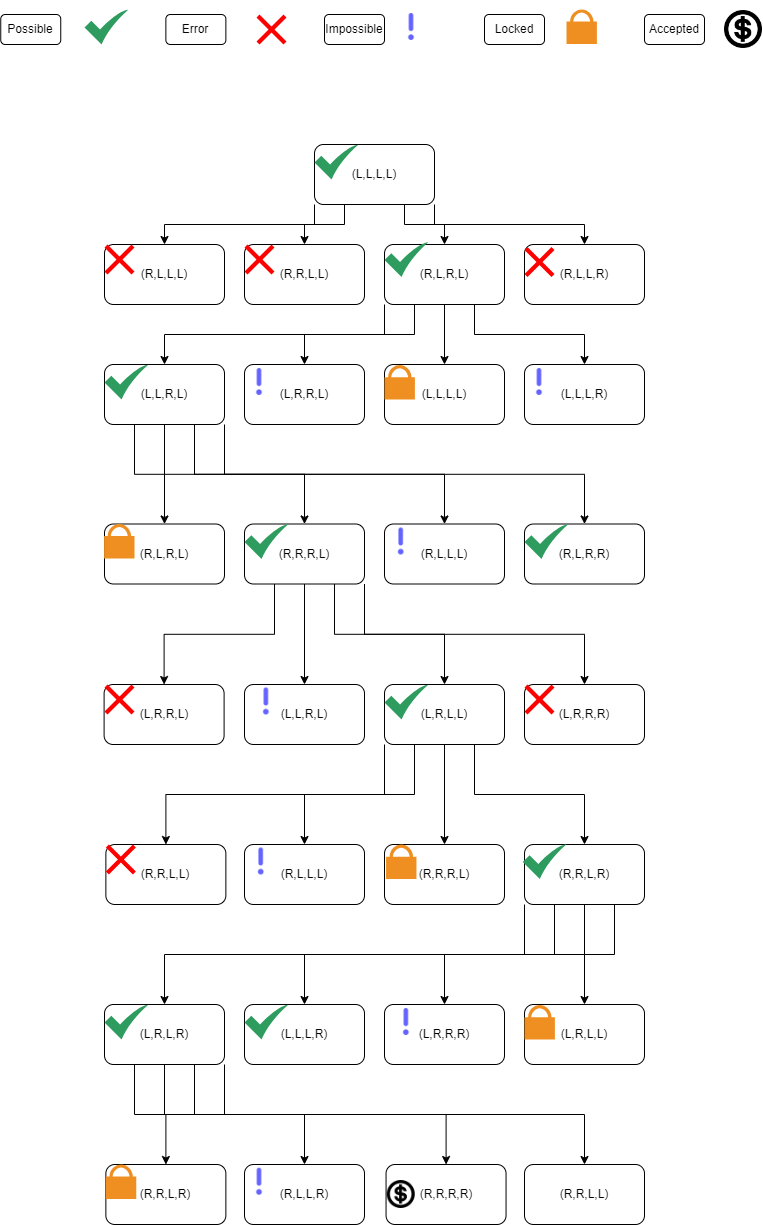 Possible
Error
Impossible
Locked
Accepted
(L,L,L,L)
(R,L,L,L)
(R,R,L,L)
(R,L,R,L)
(R,L,L,R)
(L,L,R,L)
(L,R,R,L)
(L,L,L,L)
(L,L,L,R)
(R,L,R,L)
(R,R,R,L)
(R,L,L,L)
(R,L,R,R)
(L,R,R,L)
(L,L,R,L)
(L,R,L,L)
(L,R,R,R)
(R,R,L,L)
(R,L,L,L)
(R,R,R,L)
(R,R,L,R)
(L,R,L,R)
(L,L,L,R)
(L,R,R,R)
(L,R,L,L)
(R,R,L,R)
(R,L,L,R)
(R,R,R,R)
(R,R,L,L)